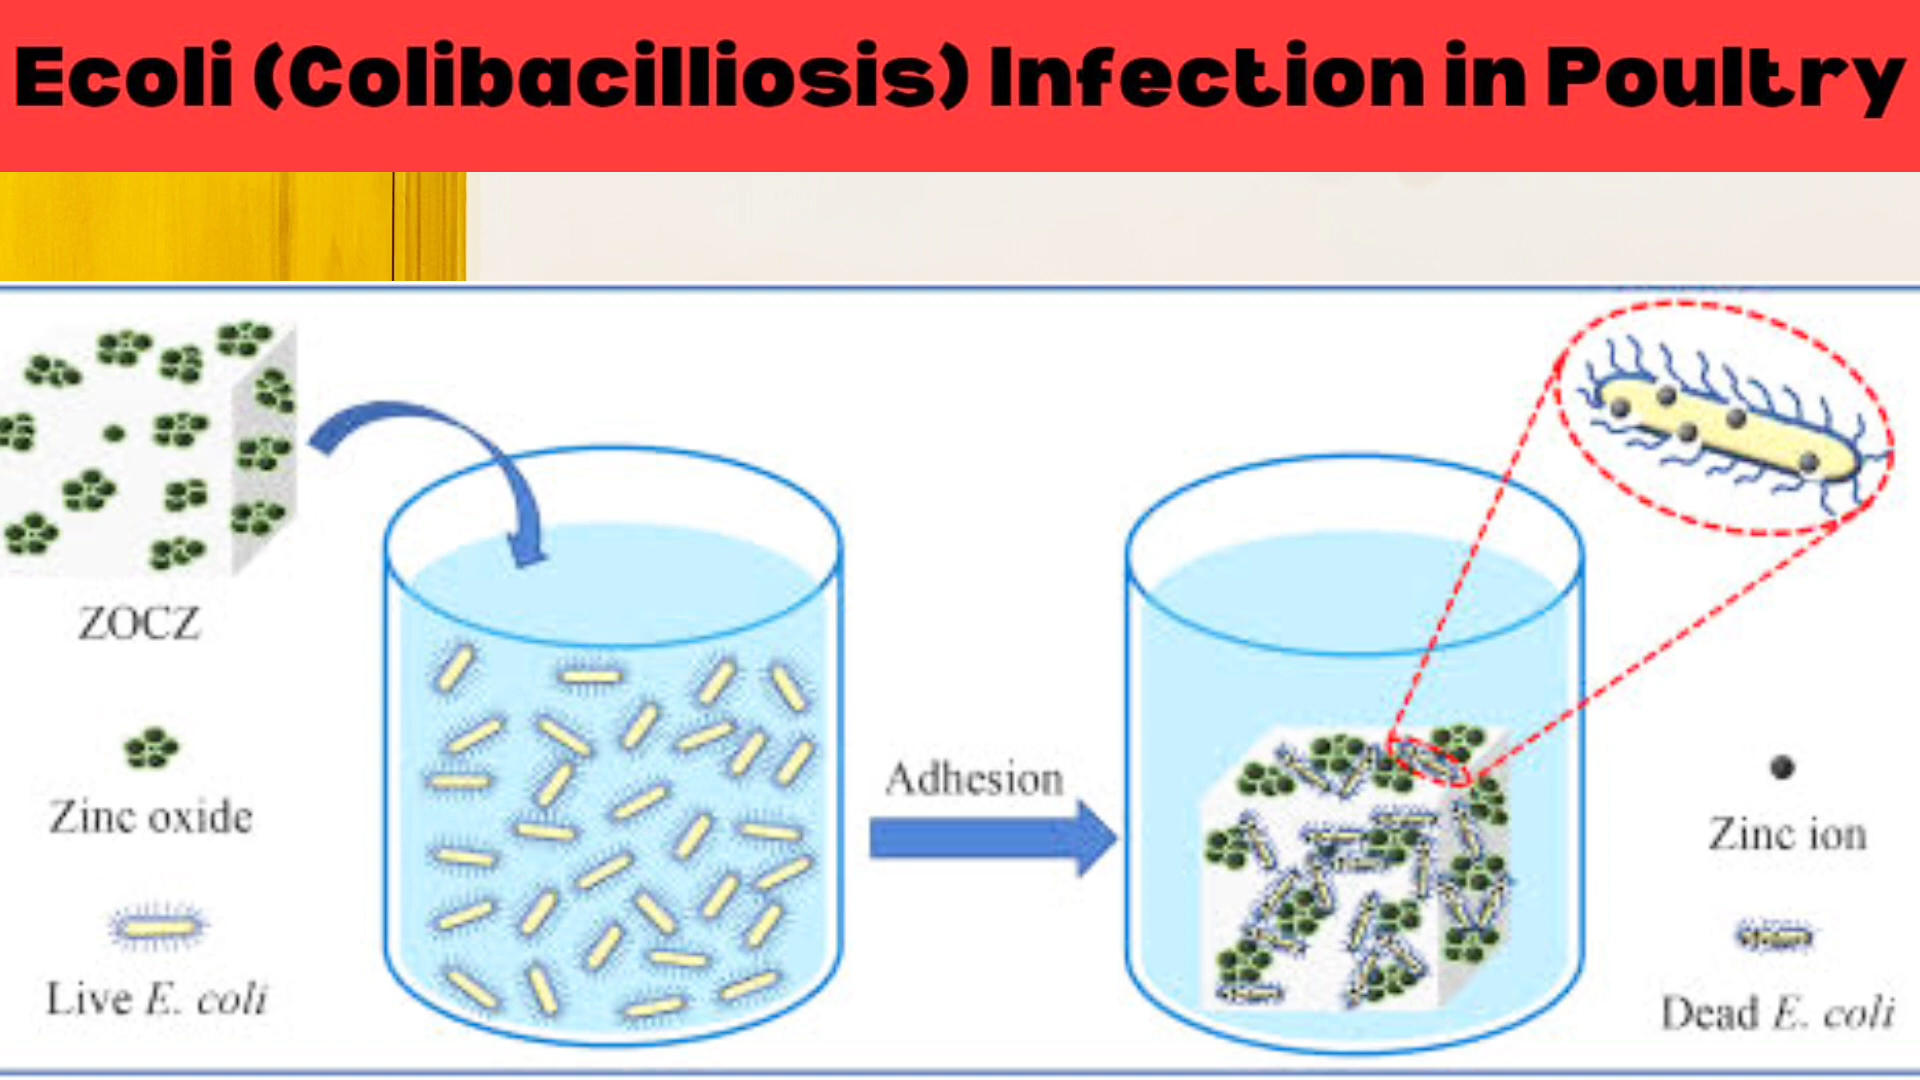 Ecoli (Colibacilliosis) Infection in Poultry
ZOCZ
Zinc oxide
Live E. coli
Adhesion
Zinc ion
Dead E. coli